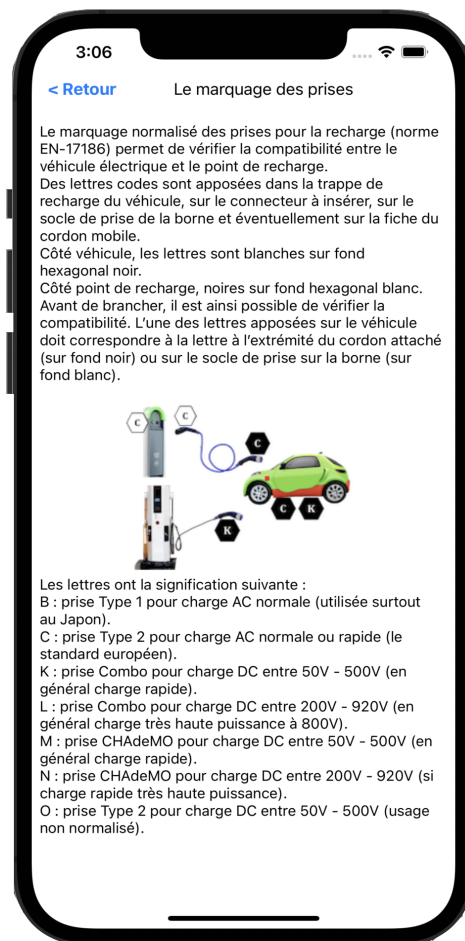 3:06
< Retour
Le marquage des prises
Le marquage normalisé des prises pour la recharge (norme
EN-17186) permet de vérifier la compatibilité entre le
véhicule électrique et le point de recharge.
Des lettres codes sont apposées dans la trappe de
recharge du véhicule, sur le connecteur à insérer, sur le
socle de prise de la borne et éventuellement sur la fiche du
cordon mobile.
Côté véhicule, les lettres sont blanches sur fond
hexagonal noir.
Côté point de recharge, noires sur fond hexagonal blanc.
Avant de brancher, il est ainsi possible de vérifier la
compatibilité. L’une des lettres apposées sur le véhicule
doit correspondre à la lettre à l’extrémité du cordon attaché
(sur fond noir) ou sur le socle de prise sur la borne (sur
fond blanc).
C
C
C
C K
K
Les lettres ont la signification suivante :
B : prise Type 1 pour charge AC normale (utilisée surtout
au Japon).
C : prise Type 2 pour charge AC normale ou rapide (le
standard européen).
K : prise Combo pour charge DC entre 50V - 500V (en
général charge rapide).
L : prise Combo pour charge DC entre 200V - 920V (en
général charge très haute puissance à 800V).
M : prise CHAdeMO pour charge DC entre 50V - 500V (en
général charge rapide).
N : prise CHAdeMO pour charge DC entre 200V - 920V (si
charge rapide très haute puissance).
O : prise Type 2 pour charge DC entre 50V - 500V (usage
non normalisé).